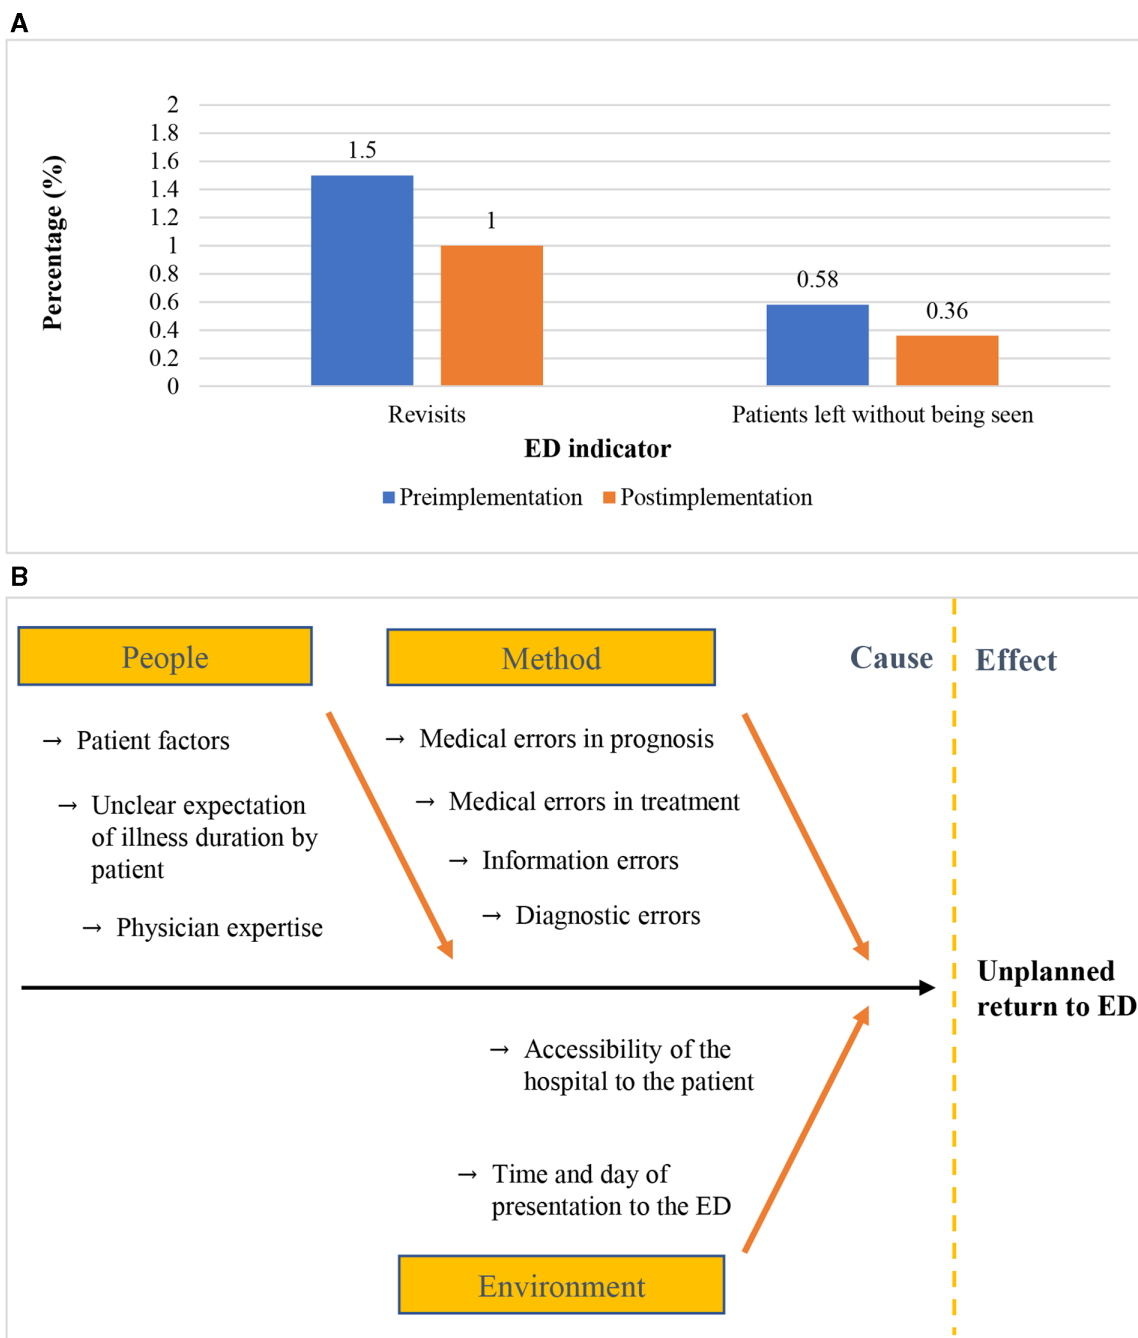 A
Percentage (%)
2
1.8
1.6
1.4
1.2
1
0.8
0.6
0.4
0.2
0
1.5
1
0.58
0.36
Revisits
Patients left without being seen
ED indicator
Preimplementation
Postimplementation
B
People
Method
Cause
Effect
→ Patient factors
→ Unclear expectation
of illness duration by
patient
→ Physician expertise
→ Medical errors in prognosis
→ Medical errors in treatment
→ Information errors
→ Diagnostic errors
Unplanned
return to ED
→ Accessibility of the
hospital to the patient
→ Time and day of
presentation to the ED
Environment